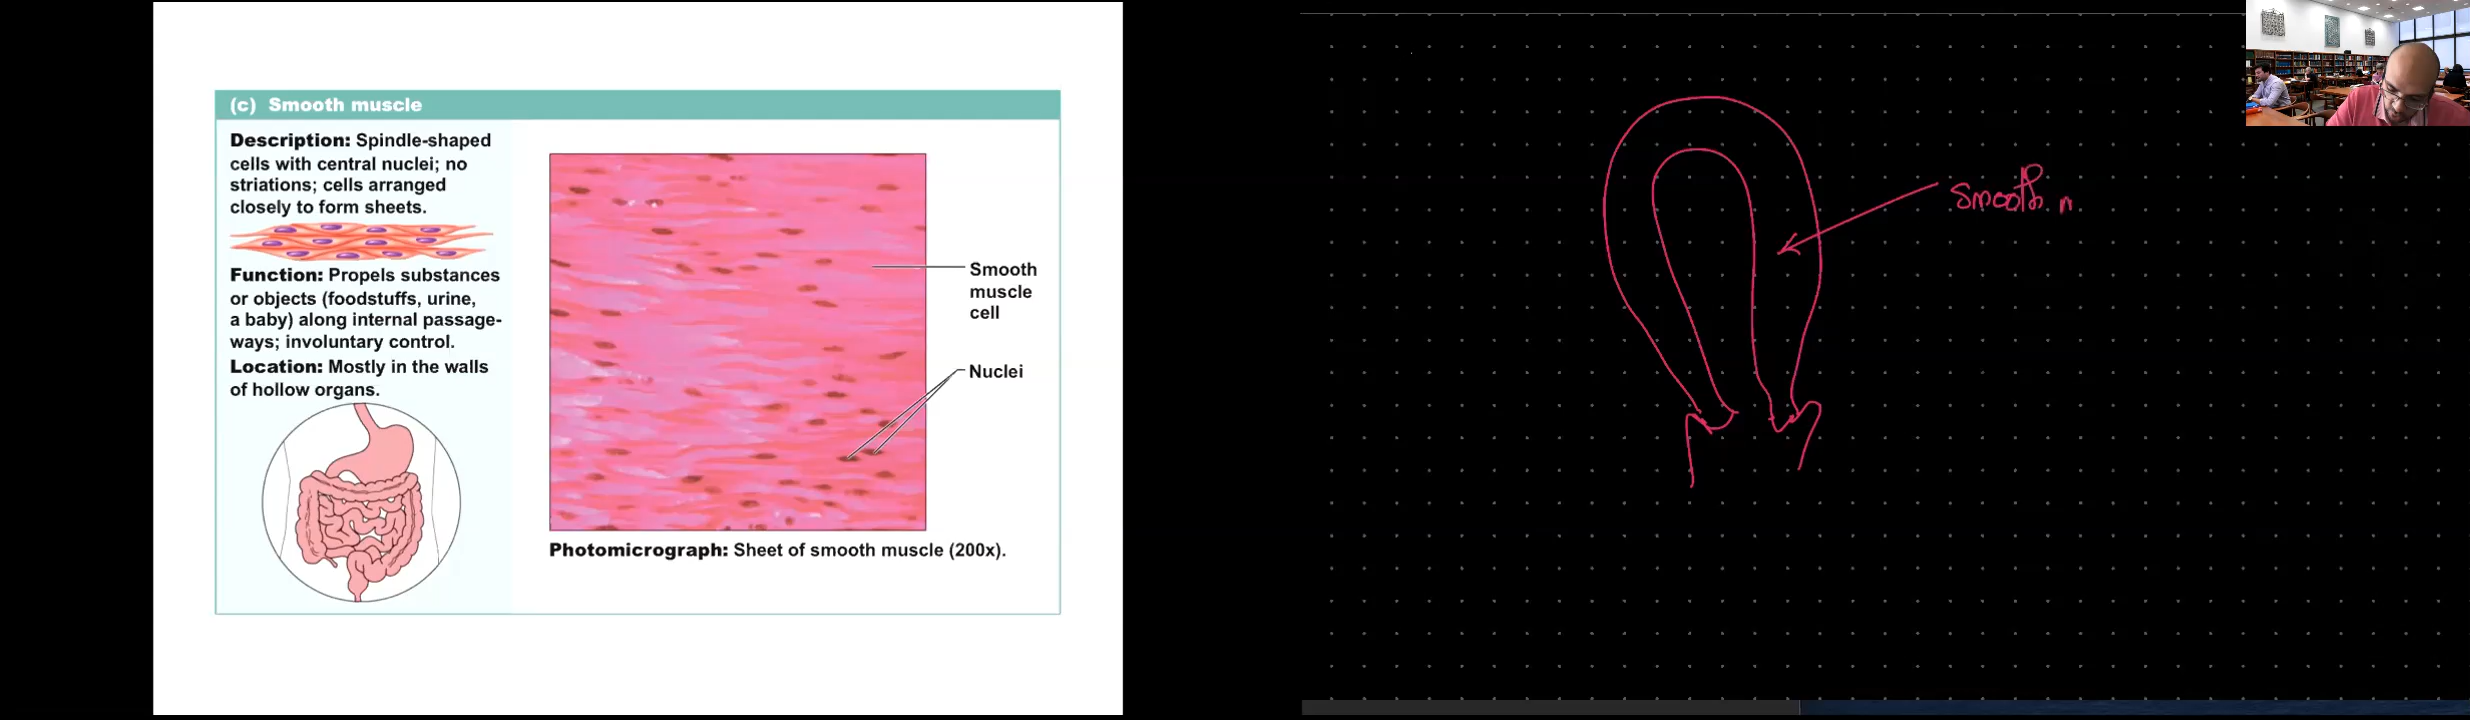 (c) Smooth muscle
Description: Spindle-shaped
cells with central nuclei; no
striations; cells arranged
closely to form sheets.
Function: Propels substances
or objects (foodstuffs, urine,
a baby) along internal passage-
ways; involuntary control.
Location: Mostly in the walls
of hollow organs.
Smooth
muscle
cell
Nuclei
Photomicrograph: Sheet of smooth muscle (200x).
Smooth m